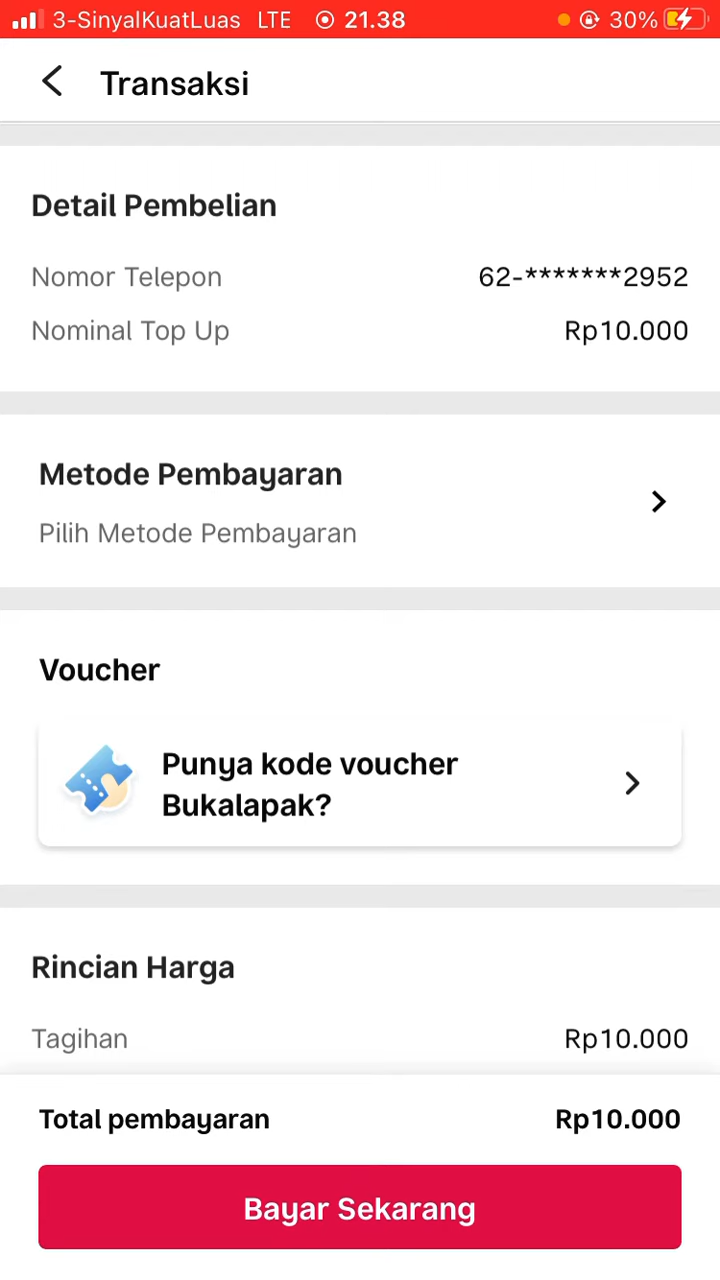 3-SinyalKuatLuas LTE 21.38 30%
Transaksi
Detail Pembelian
Nomor Telepon 62-*******2952
Nominal Top Up Rp10.000
Metode Pembayaran
Pilih Metode Pembayaran
Voucher
Punya kode voucher
Bukalapak?
Rincian Harga
Tagihan Rp10.000
Total pembayaran Rp10.000
Bayar Sekarang